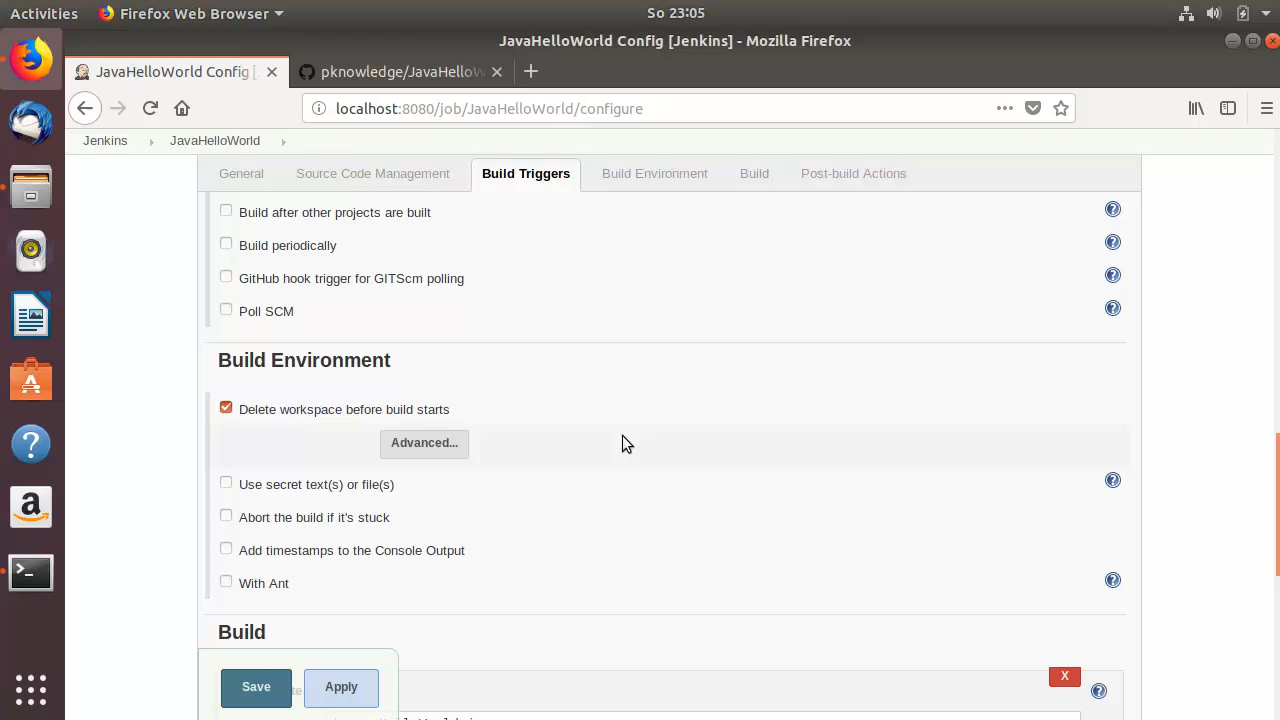 Activities Firefox Web Browser So 23:05
JavaHelloWorld Config [Jenkins] - Mozilla Firefox
JavaHelloWorld Config [ pknowledge/JavaHelloW
localhost:8080/job/JavaHelloWorld/configure
Jenkins JavaHelloWorld
General Source Code Management Build Triggers Build Environment Build Post-build Actions
Build after other projects are built
Build periodically
GitHub hook trigger for GITScm polling
Poll SCM
Build Environment
Delete workspace before build starts
Advanced...
Use secret text(s) or file(s)
Abort the build if it's stuck
Add timestamps to the Console Output
With Ant
Build
X
Save Apply